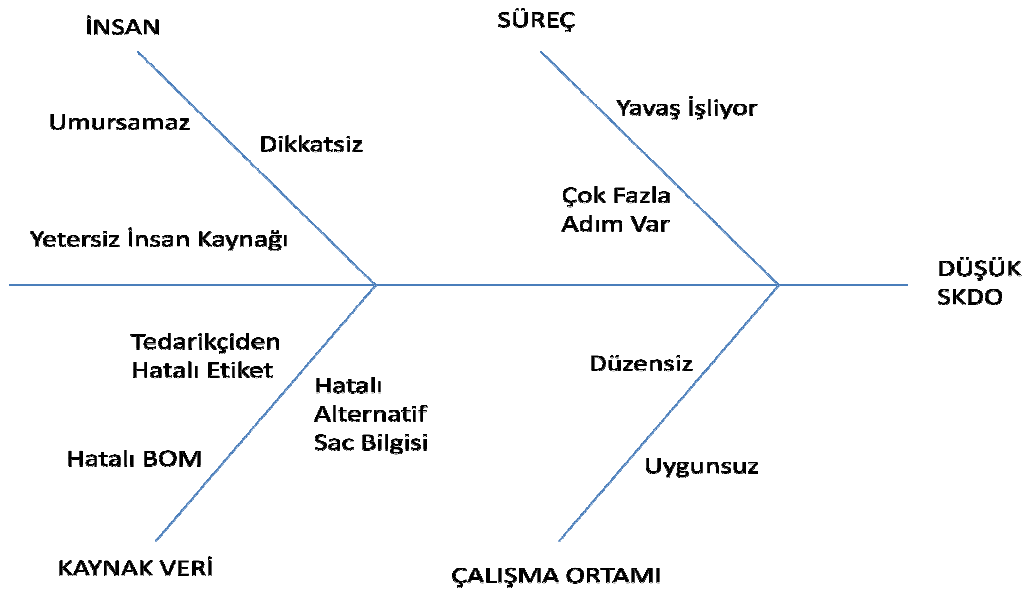 İNSAN
SÜREÇ
Umursamaz
Dikkatsiz
Yavaş İşliyor
Çok Fazla
Adım Var
Yetersiz İnsan Kaynağı
DÜŞÜK
SKDO
Tedarikçiden
Hatalı Etiket
Hatalı
Alternatif
Sac Bilgisi
Düzensiz
Hatalı BOM
Uygunsuz
KAYNAK VERİ
ÇALIŞMA ORTAMI